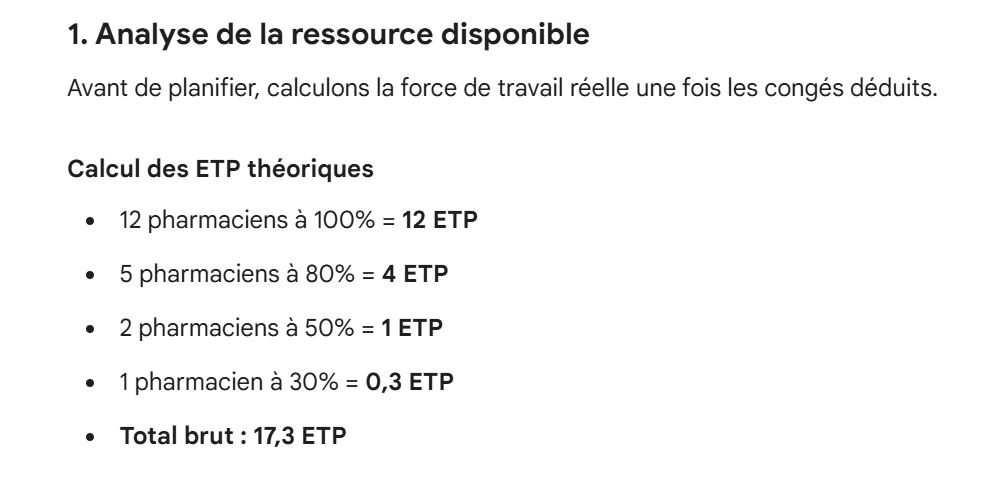 1. Analyse de la ressource disponible
Avant de planifier, calculons la force de travail réelle une fois les congés déduits.
Calcul des ETP théoriques
• 12 pharmaciens à 100% = 12 ETP
• 5 pharmaciens à 80% = 4 ETP
• 2 pharmaciens à 50% = 1 ETP
• 1 pharmacien à 30% = 0,3 ETP
• Total brut : 17,3 ETP